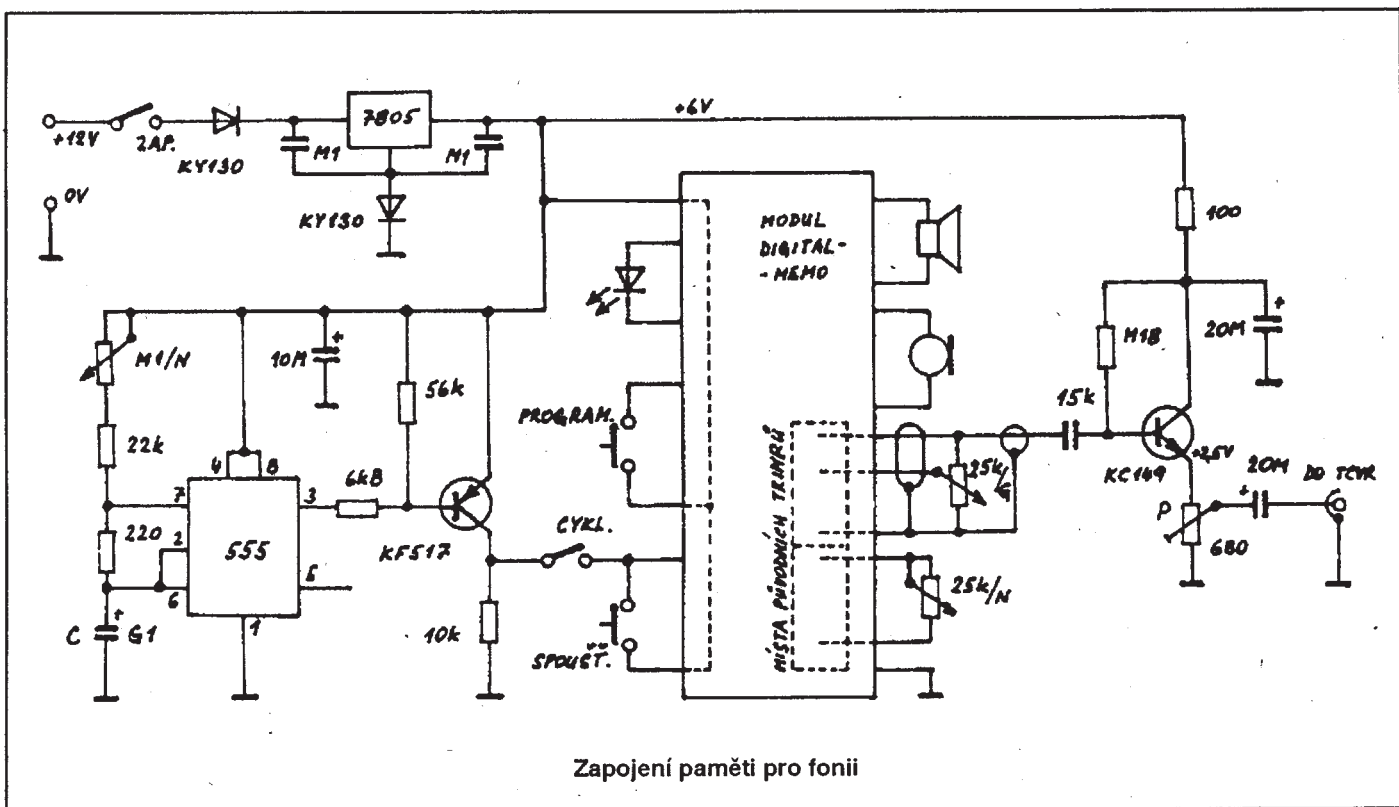 +12V
ZAP.
KY130
M1
7805
M1
+6V
0V
KY130
100
MODUL
DIGITAL-
-MEMO
M1/N
10M
56k
M18
20M
22k
PROGRAM.
15k
4
8
7
3
6k8
25k/G
KC149
+2,5V
20M
DO TCVR
220
2
555
KF517
CYKL.
P
680
6
5
MÍSTA PŮVODNÍCH TRIMRŮ
25k/N
C
G1
1
10k
SPOUŠŤ.
Zapojení paměti pro fonii